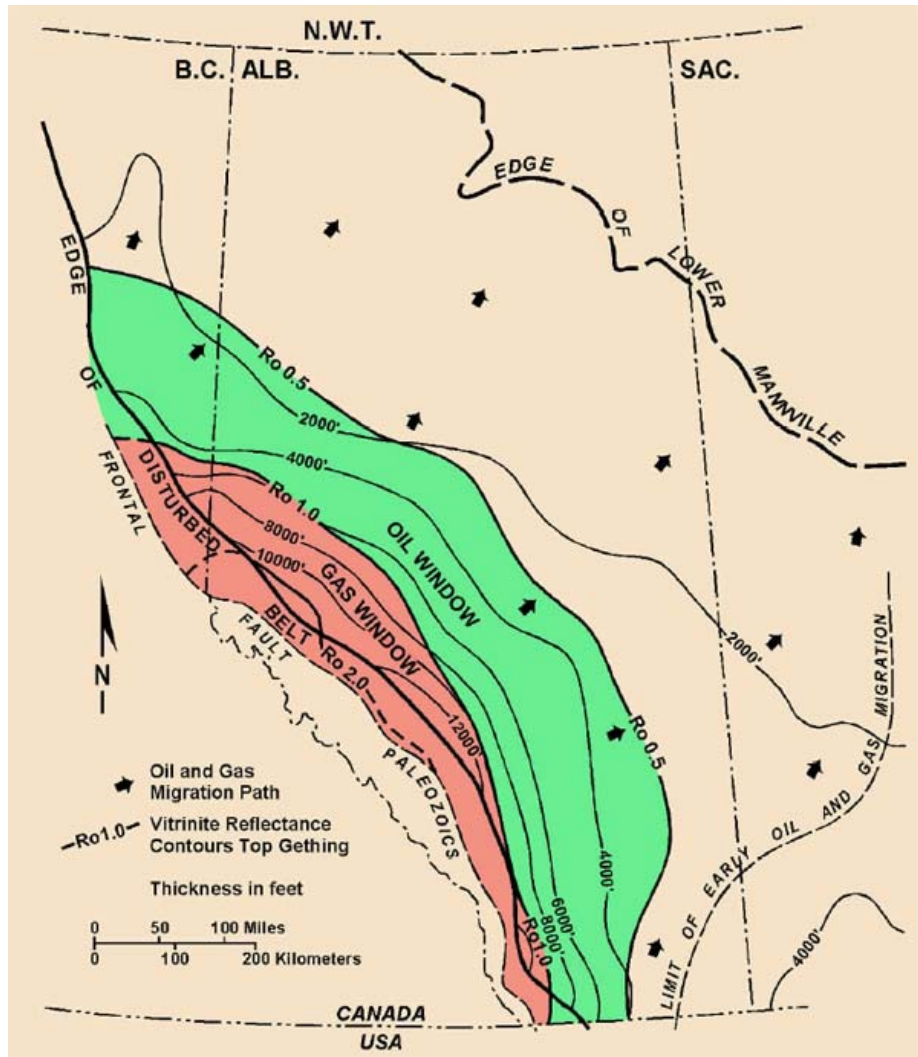 N.W.T.
B.C.
ALB.
SAC.
EDGE OF LOWER MANNVILLE
EDGE OF DISTURBED BELT
Ro 0.5
2000'
4000'
Ro 1.0
8000'
10000'
GAS WINDOW
OIL WINDOW
FRONTAL FAULT
Ro 2.0
12000'
PALEOZOICS
2000'
Ro 0.5
4000'
6000'
8000'
Ro1.0
LIMIT OF EARLY OIL AND GAS MIGRATION
4000'
N
Oil and Gas
Migration Path
Ro1.0
Vitrinite Reflectance
Contours Top Gething
Thickness in feet
0 50 100 Miles
0 100 200 Kilometers
CANADA
USA